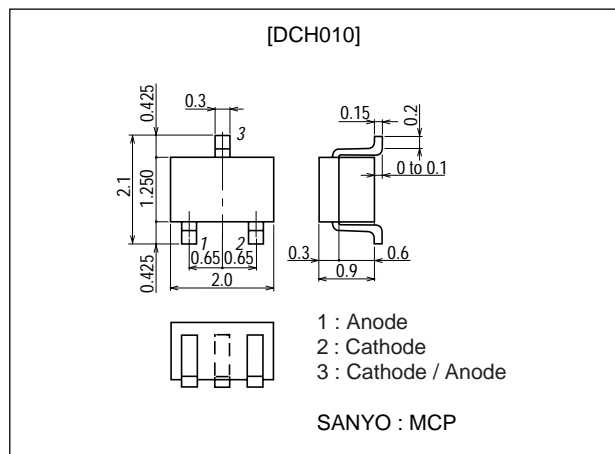 [DCH010]
0.425
0.3
3
2.1
1.250
1
2
0.65 0.65
0.425
2.0
0.15
0.2
0 to 0.1
0.3
0.6
0.9
1 : Anode
2 : Cathode
3 : Cathode / Anode
SANYO : MCP